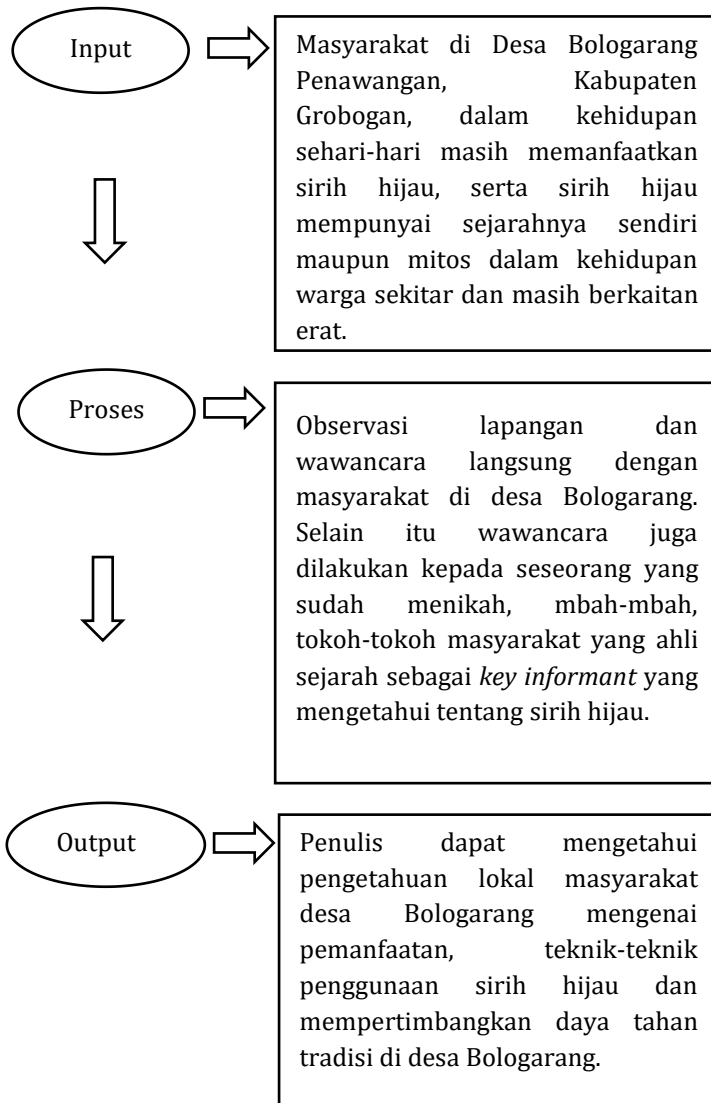 Input
Masyarakat di Desa Bologarang
Penawangan, Kabupaten
Grobogan, dalam kehidupan
sehari-hari masih memanfaatkan
sirih hijau, serta sirih hijau
mempunyai sejarahnya sendiri
maupun mitos dalam kehidupan
warga sekitar dan masih berkaitan
erat.
Proses
Observasi lapangan dan
wawancara langsung dengan
masyarakat di desa Bologarang.
Selain itu wawancara juga
dilakukan kepada seseorang yang
sudah menikah, mbah-mbah,
tokoh-tokoh masyarakat yang ahli
sejarah sebagai key informant yang
mengetahui tentang sirih hijau.
Output
Penulis dapat mengetahui
pengetahuan lokal masyarakat
desa Bologarang mengenai
pemanfaatan, teknik-teknik
penggunaan sirih hijau dan
mempertimbangkan daya tahan
tradisi di desa Bologarang.